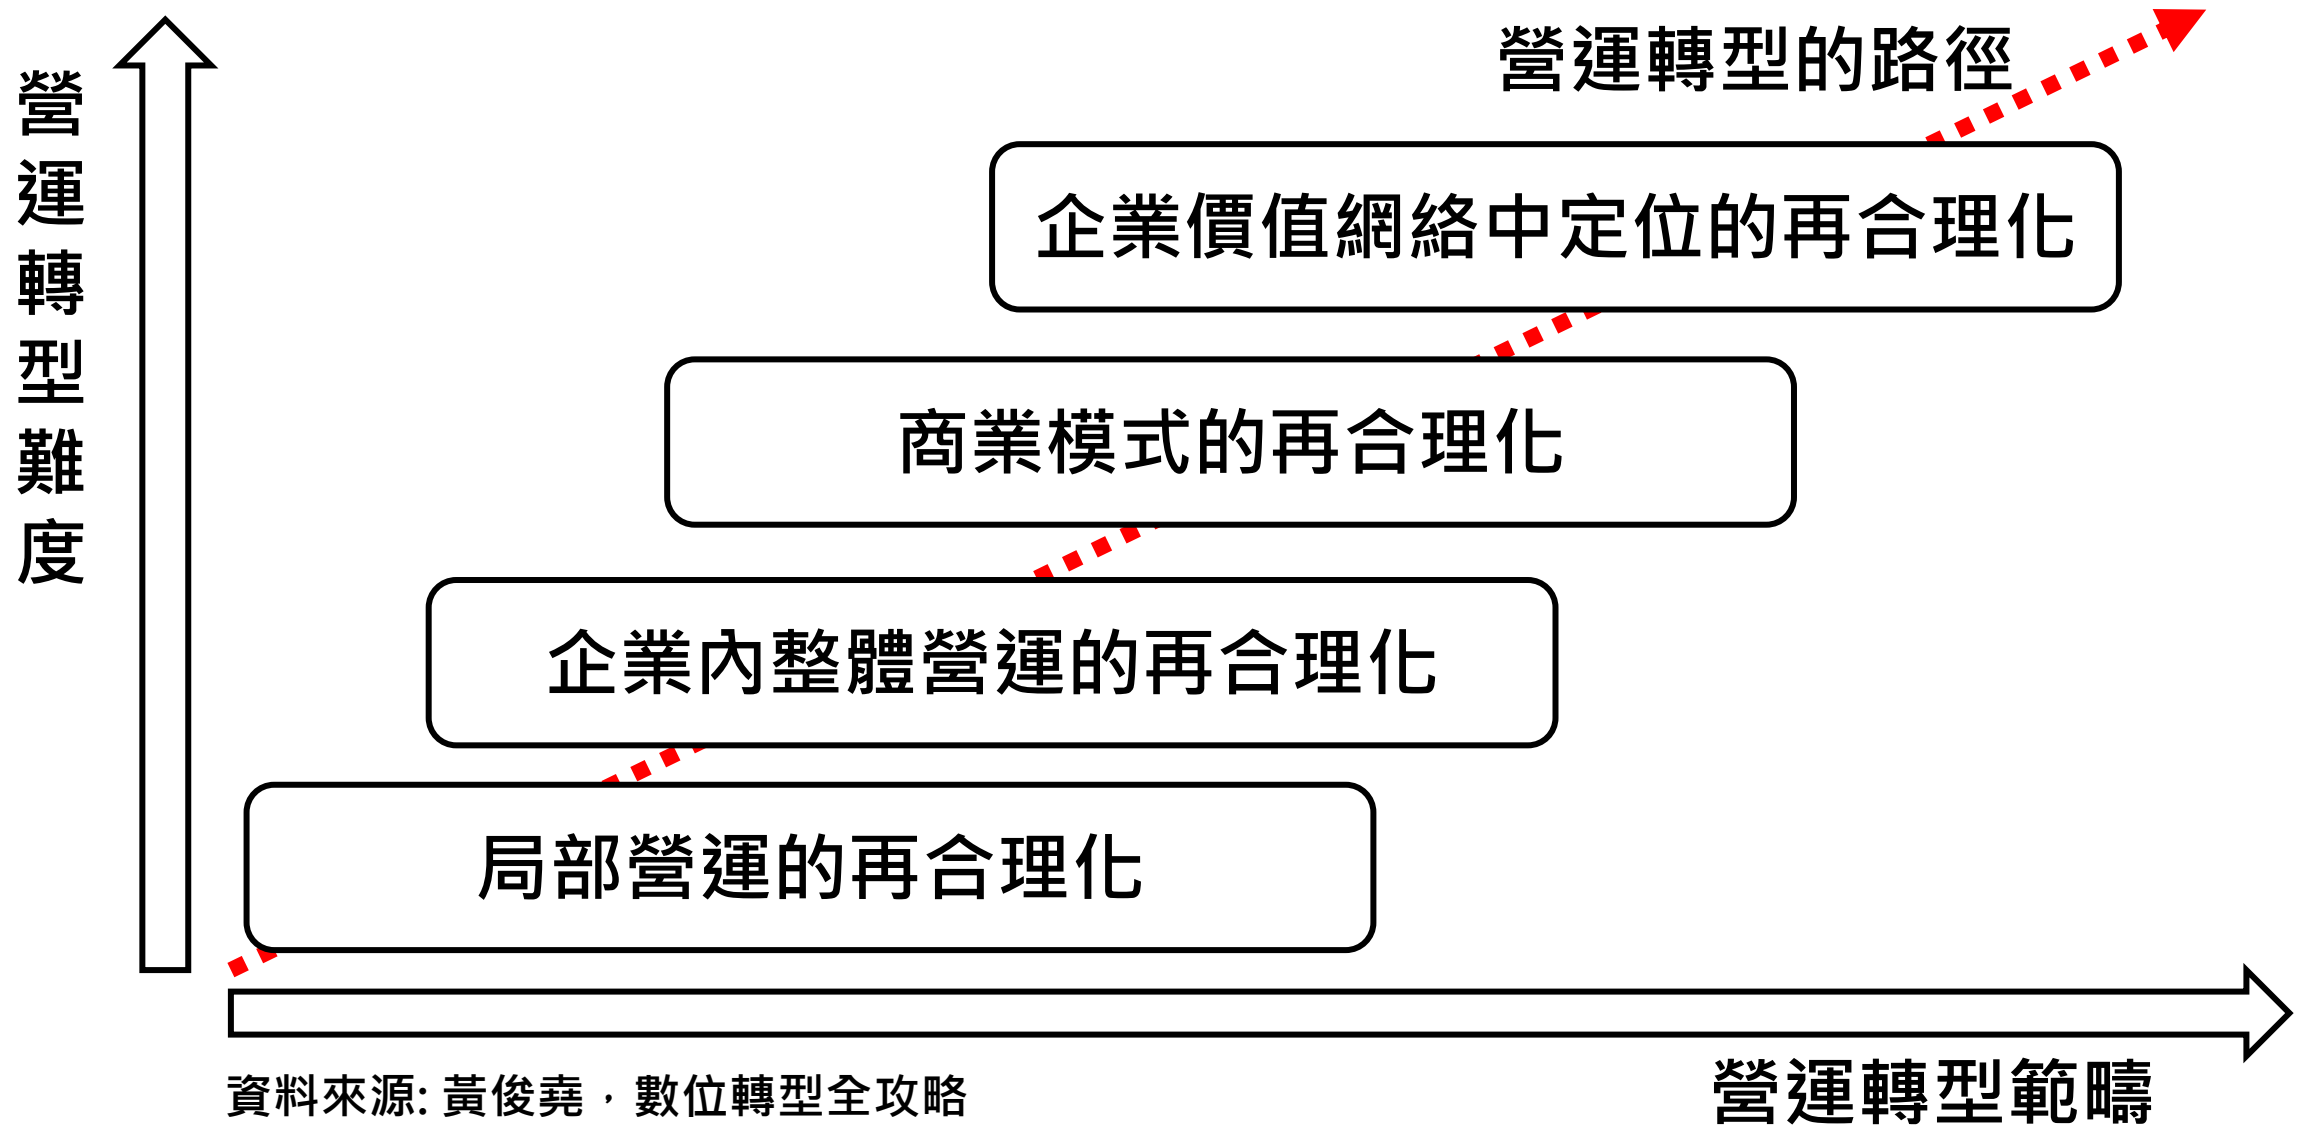 營運轉型的路徑
營運轉型難度
企業價值網絡中定位的再合理化
商業模式的再合理化
企業內整體營運的再合理化
局部營運的再合理化
資料來源: 黃俊堯，數位轉型全攻略
營運轉型範疇